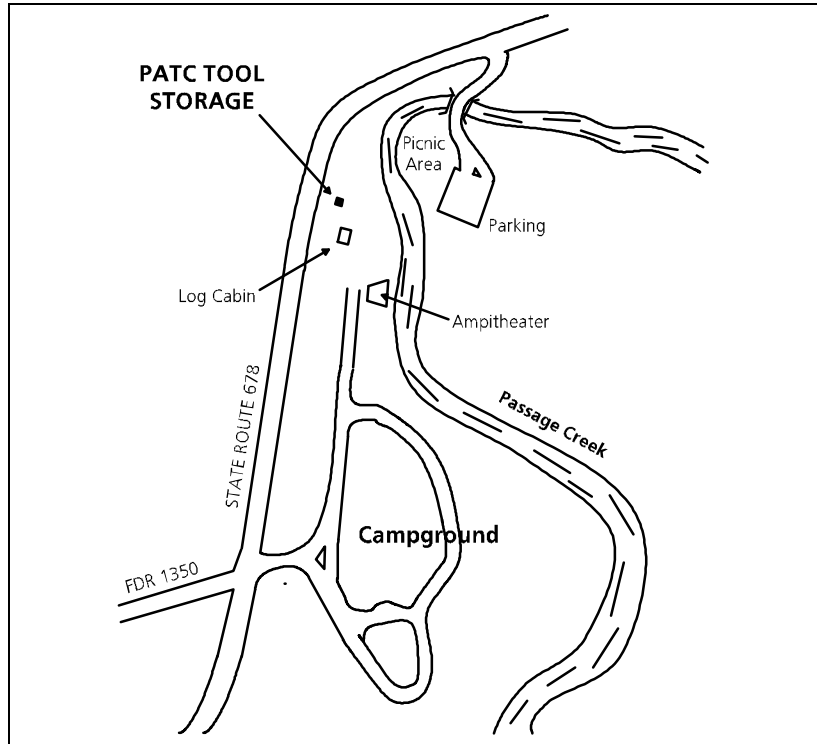 PATC TOOL
STORAGE
Picnic
Area
Parking
Log Cabin
Ampitheater
STATE ROUTE 678
Passage Creek
Campground
FDR 1350